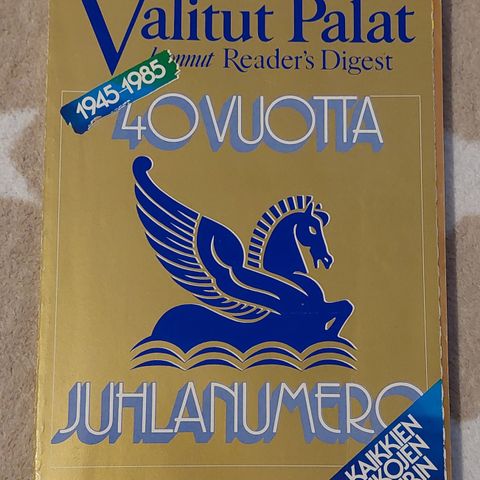 Valitut Palat
Reader's Digest
1945-1985
40 VUOTTA
JUHLANUMERO
KAIKKIEN